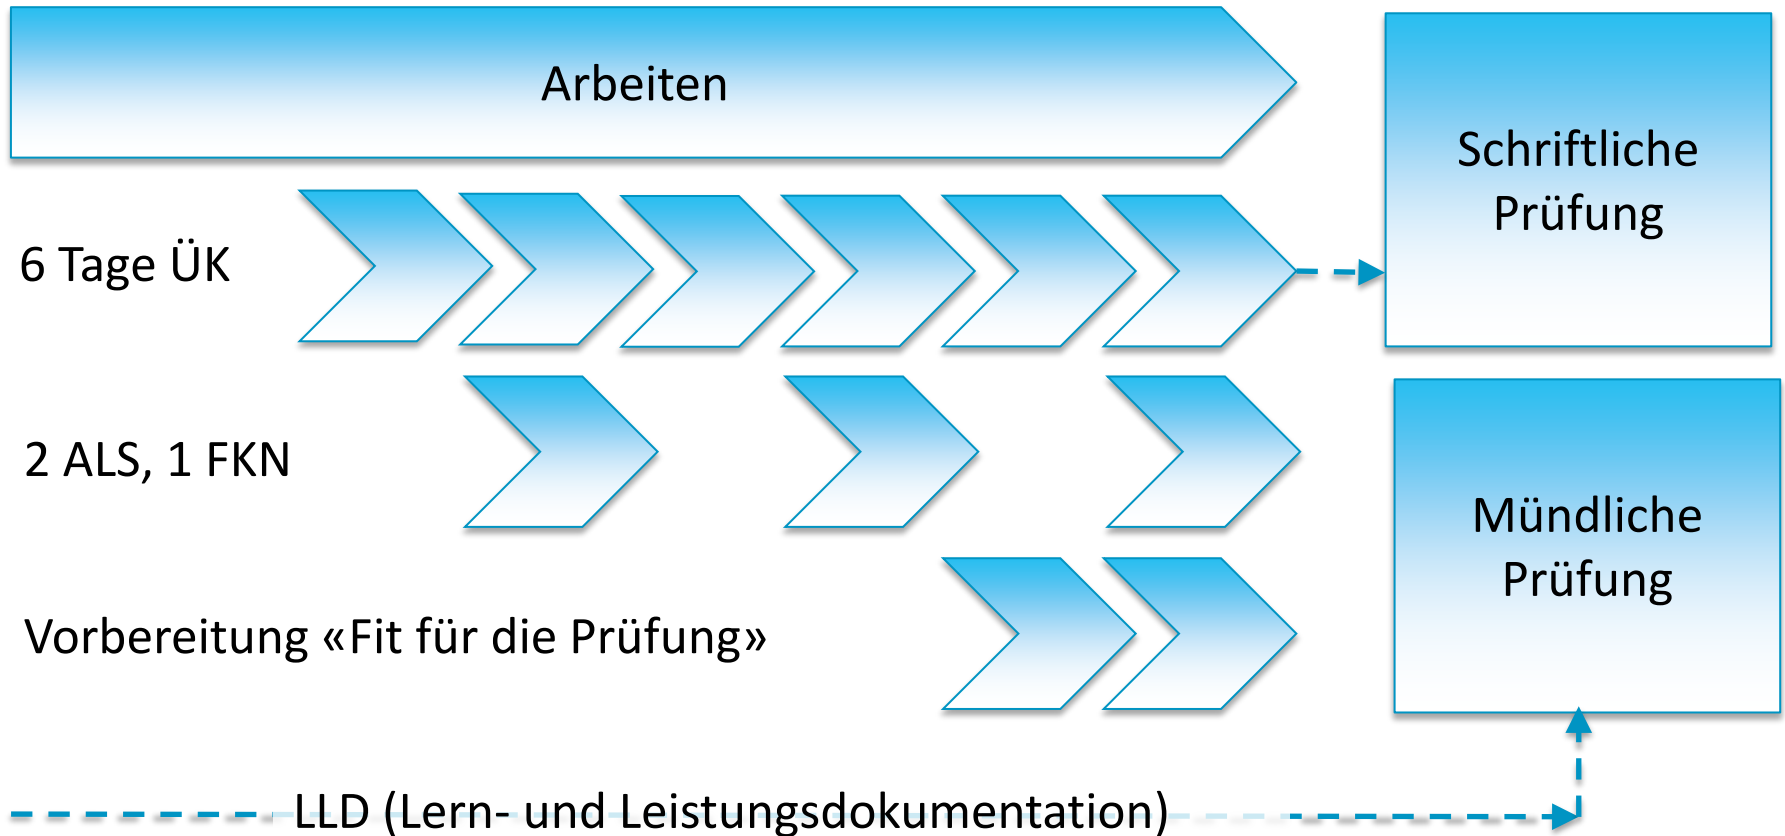 Arbeiten
Schriftliche
Prüfung
6 Tage ÜK
2 ALS, 1 FKN
Mündliche
Prüfung
Vorbereitung «Fit für die Prüfung»
LLD (Lern- und Leistungsdokumentation)